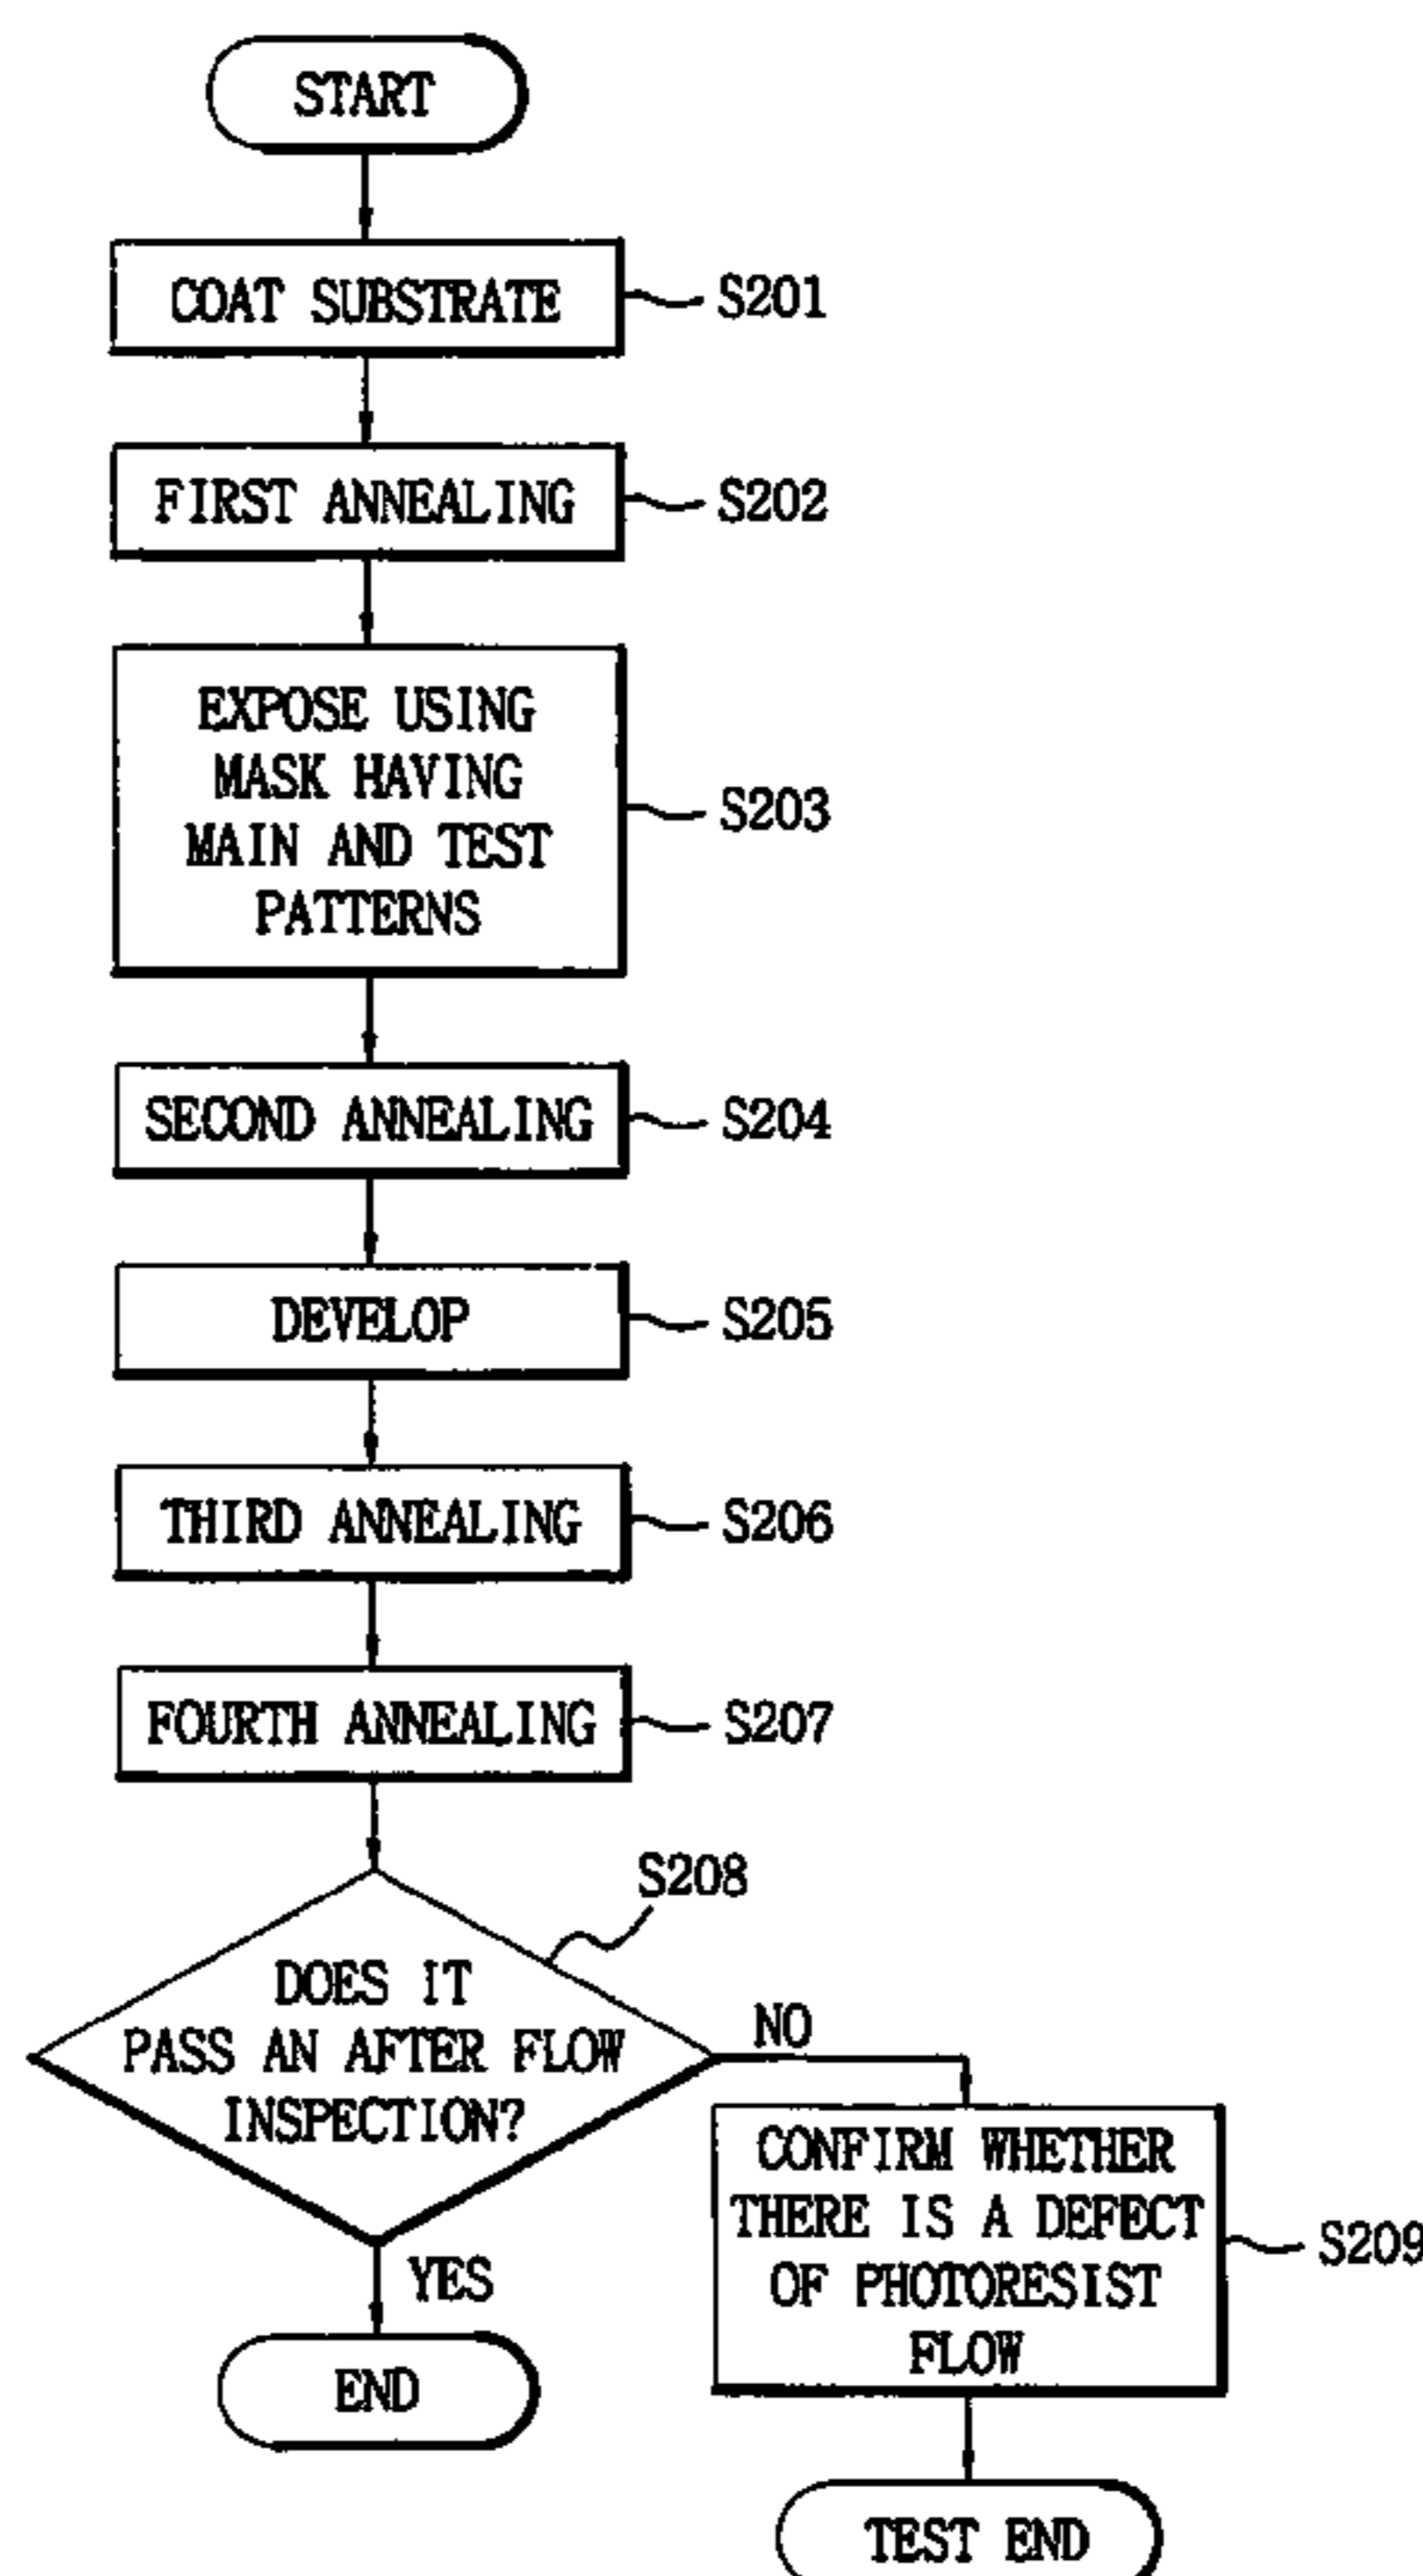 START
COAT SUBSTRATE
S201
FIRST ANNEALING
S202
EXPOSE USING
MASK HAVING
MAIN AND TEST
PATTERNS
S203
SECOND ANNEALING
S204
DEVELOP
S205
THIRD ANNEALING
S206
FOURTH ANNEALING
S207
S208
DOES IT
PASS AN AFTER FLOW
INSPECTION?
NO
YES
END
CONFIRM WHETHER
THERE IS A DEFECT
OF PHOTORESIST
FLOW
S209
TEST END